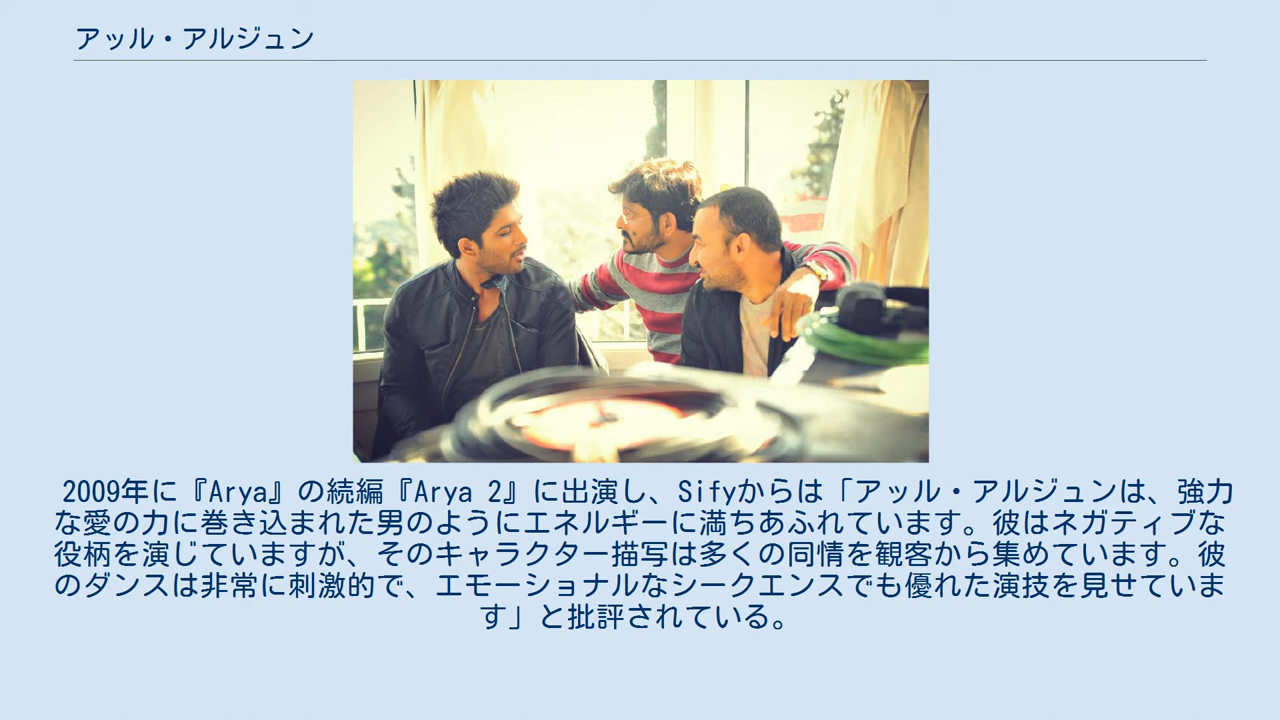 アッル・アルジュン
2009年に『Arya』の続編『Arya 2』に出演し、Sifyからは「アッル・アルジュンは、強力
な愛の力に巻き込まれた男のようにエネルギーに満ちあふれています。彼はネガティブな
役柄を演じていますが、そのキャラクター描写は多くの同情を観客から集めています。彼
のダンスは非常に刺激的で、エモーショナルなシークエンスでも優れた演技を見せていま
す」と批評されている。